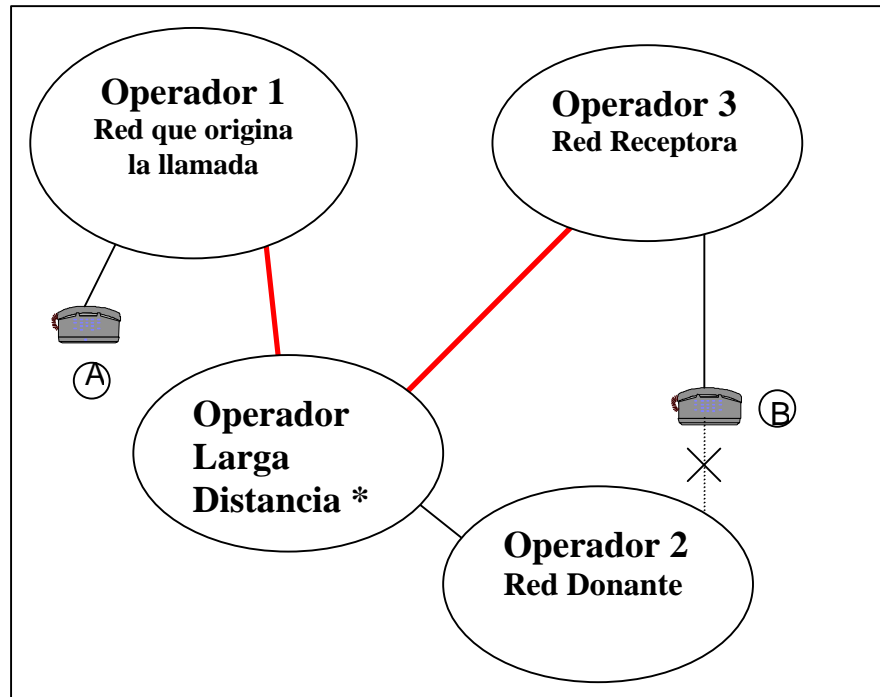 Operador 1
Red que origina
la llamada
Operador 3
Red Receptora
A
Operador
Larga
Distancia *
B
Operador 2
Red Donante